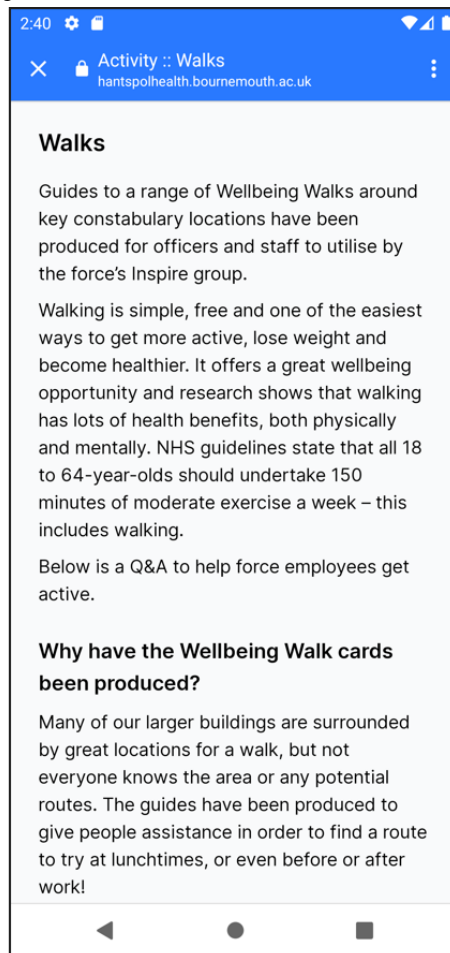 2:40
Activity :: Walks
hantspolhealth.bournemouth.ac.uk
Walks
Guides to a range of Wellbeing Walks around
key constabulary locations have been
produced for officers and staff to utilise by
the force's Inspire group.
Walking is simple, free and one of the easiest
ways to get more active, lose weight and
become healthier. It offers a great wellbeing
opportunity and research shows that walking
has lots of health benefits, both physically
and mentally. NHS guidelines state that all 18
to 64-year-olds should undertake 150
minutes of moderate exercise a week – this
includes walking.
Below is a Q&A to help force employees get
active.
Why have the Wellbeing Walk cards
been produced?
Many of our larger buildings are surrounded
by great locations for a walk, but not
everyone knows the area or any potential
routes. The guides have been produced to
give people assistance in order to find a route
to try at lunchtimes, or even before or after
work!